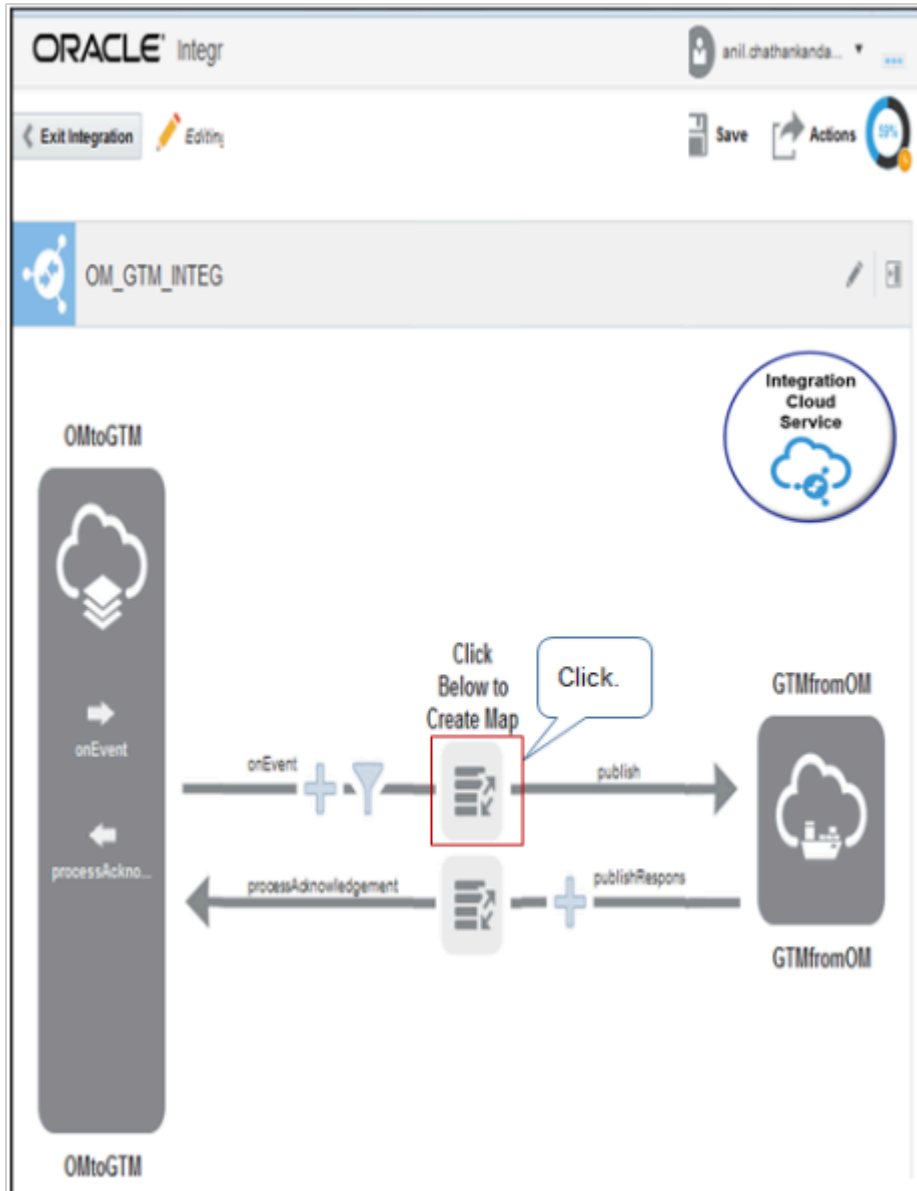 ORACLE Integr
anil.chathankanda... ▼ ...
Exit Integration
Editing
Save
Actions
59%
OM_GTM_INTEG
Integration
Cloud
Service
OMtoGTM
Click
Below to
Create Map
Click.
GTMfromOM
onEvent
onEvent
publish
processAckno...
processAcknowledgement
publishRespons
GTMfromOM
OMtoGTM